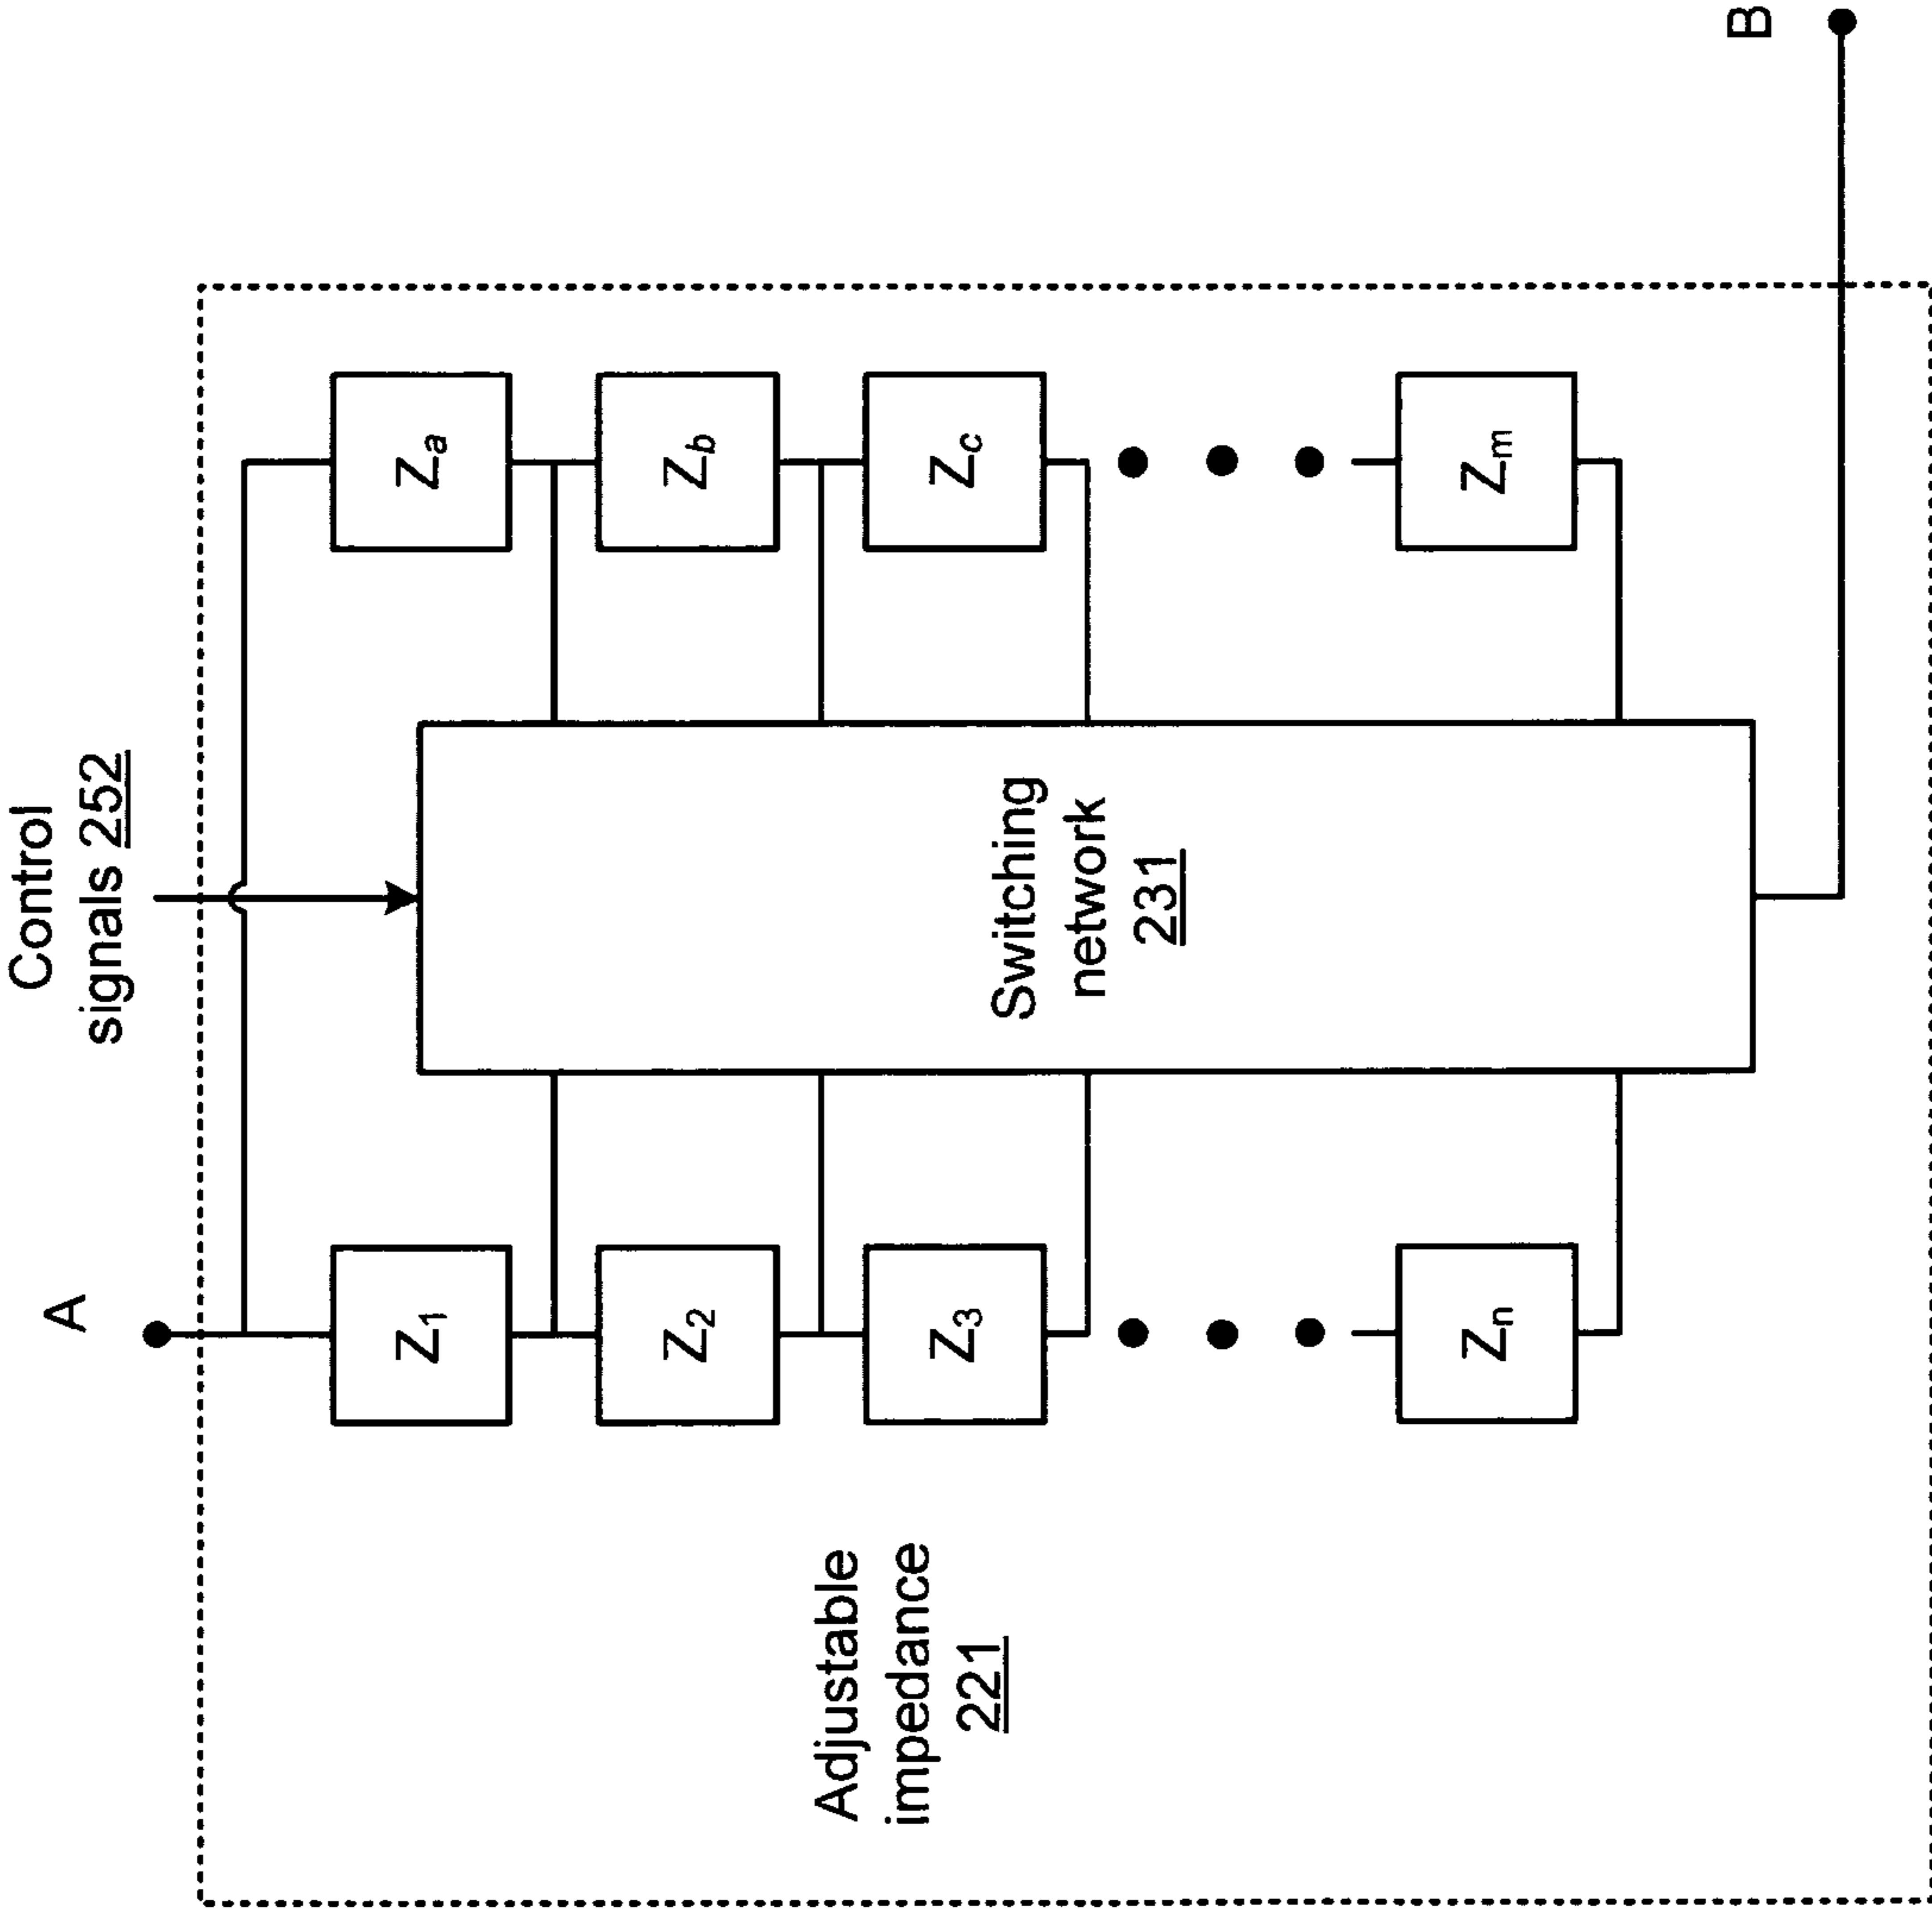 Control
signals 252
A
B
Z1
Z2
Z3
Zn
Za
Zb
Zc
Zm
Switching
network
231
Adjustable
impedance
221